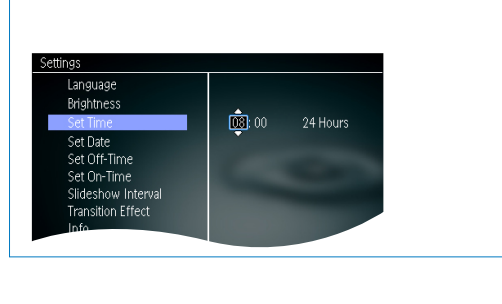 Settings
Language
Brightness
Set Time
08 : 00 24 Hours
Set Date
Set Off-Time
Set On-Time
Slideshow Interval
Transition Effect
Info